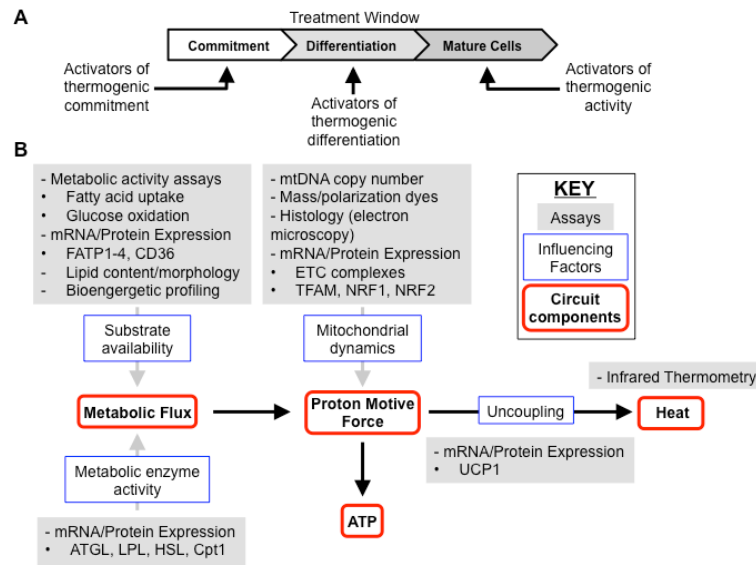 A
Treatment Window
Commitment
Differentiation
Mature Cells
Activators of
thermogenic
commitment
Activators of
thermogenic
differentiation
Activators of
thermogenic
activity
B
- Metabolic activity assays
• Fatty acid uptake
• Glucose oxidation
- mRNA/Protein Expression
• FATP1-4, CD36
- Lipid content/morphology
- Bioengergetic profiling
- mtDNA copy number
- Mass/polarization dyes
- Histology (electron
microscopy)
- mRNA/Protein Expression
• ETC complexes
• TFAM, NRF1, NRF2
KEY
Assays
Influencing
Factors
Circuit
components
Substrate
availability
Mitochondrial
dynamics
- Infrared Thermometry
Metabolic Flux
Proton Motive
Force
Uncoupling
Heat
- mRNA/Protein Expression
• UCP1
Metabolic enzyme
activity
ATP
- mRNA/Protein Expression
• ATGL, LPL, HSL, Cpt1